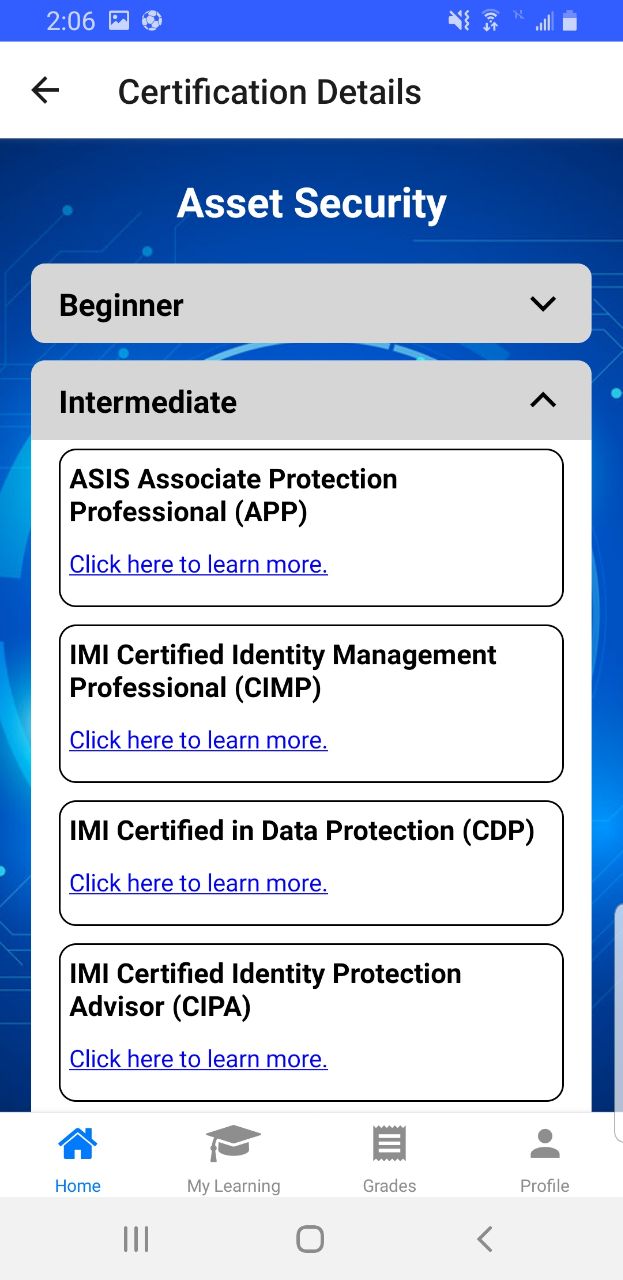 2:06
Certification Details
Asset Security
Beginner
Intermediate
ASIS Associate Protection
Professional (APP)
Click here to learn more.
IMI Certified Identity Management
Professional (CIMP)
Click here to learn more.
IMI Certified in Data Protection (CDP)
Click here to learn more.
IMI Certified Identity Protection
Advisor (CIPA)
Click here to learn more.
Home
My Learning
Grades
Profile